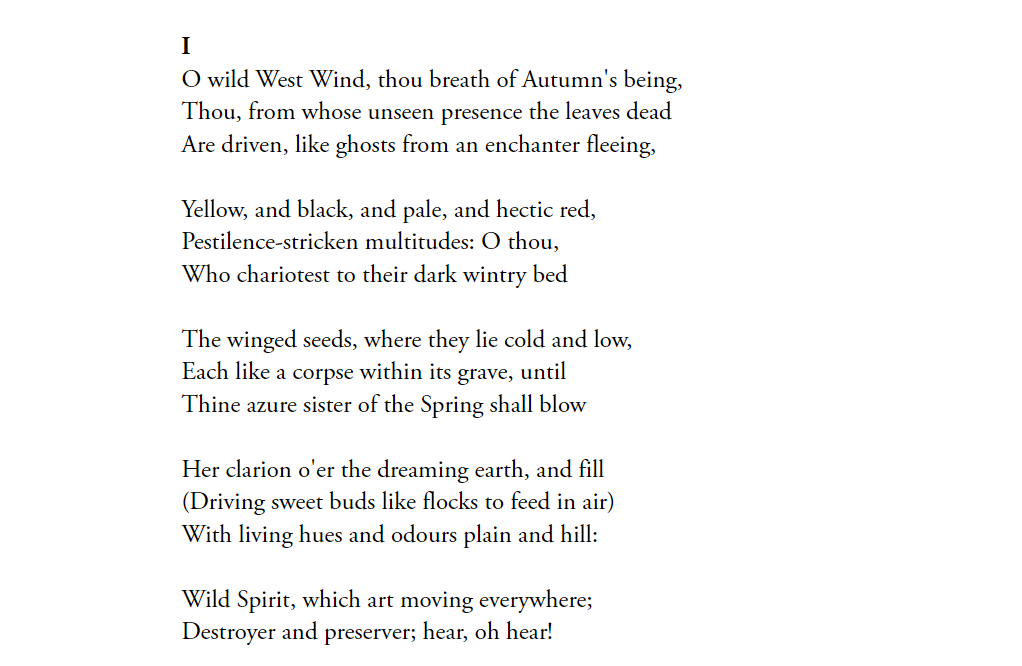 I
O wild West Wind, thou breath of Autumn's being,
Thou, from whose unseen presence the leaves dead
Are driven, like ghosts from an enchanter fleeing,
Yellow, and black, and pale, and hectic red,
Pestilence-stricken multitudes: O thou,
Who chariotest to their dark wintry bed
The winged seeds, where they lie cold and low,
Each like a corpse within its grave, until
Thine azure sister of the Spring shall blow
Her clarion o'er the dreaming earth, and fill
(Driving sweet buds like flocks to feed in air)
With living hues and odours plain and hill:
Wild Spirit, which art moving everywhere;
Destroyer and preserver; hear, oh hear!